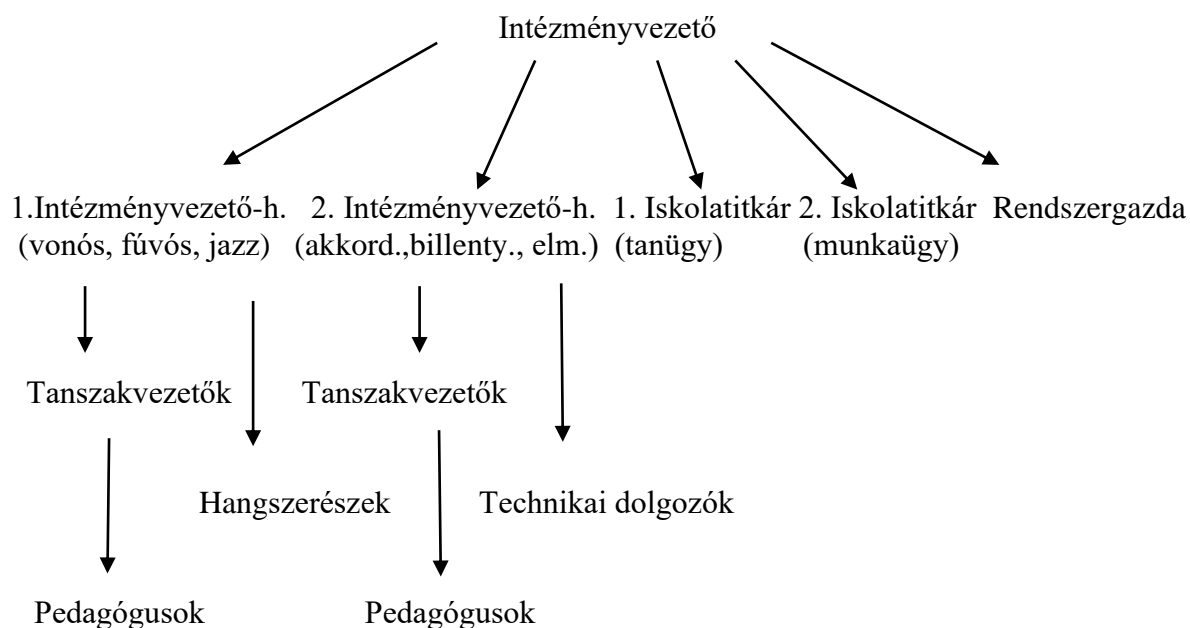 Intézményvezető
1.Intézményvezető-h. 2. Intézményvezető-h. 1. Iskolatitkár 2. Iskolatitkár Rendszergazda
(vonós, fúvós, jazz) (akkord.,billenty., elm.) (tanügy) (munkaügy)
Tanszakvezetők Tanszakvezetők
Hangszerészek Technikai dolgozók
Pedagógusok Pedagógusok